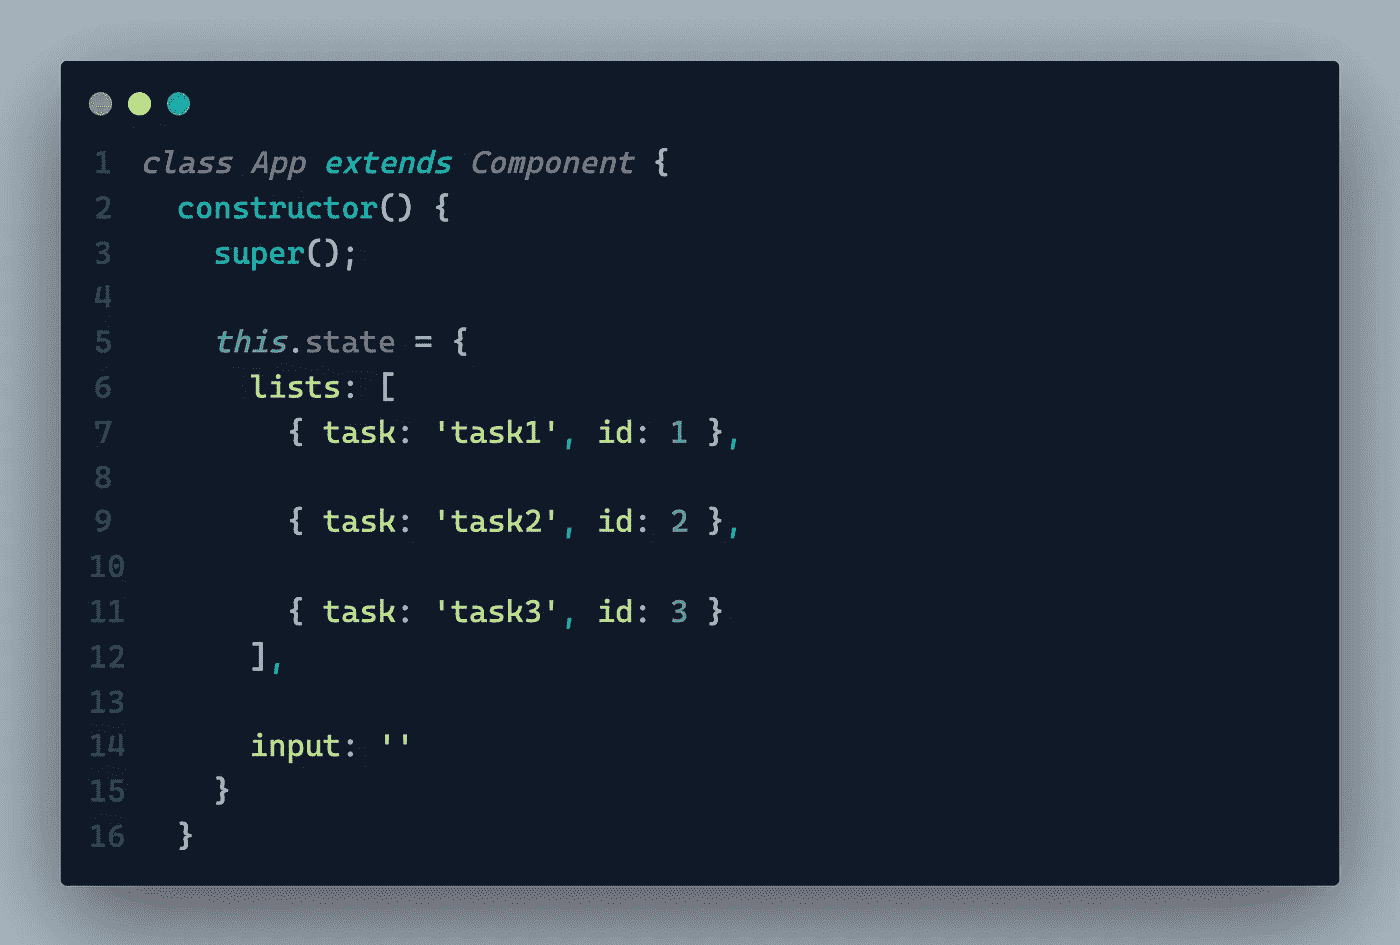 1 class App extends Component {
2   constructor() {
3     super();
4
5     this.state = {
6       lists: [
7         { task: 'task1', id: 1 },
8
9         { task: 'task2', id: 2 },
10
11         { task: 'task3', id: 3 }
12       ],
13
14       input: ''
15     }
16   }